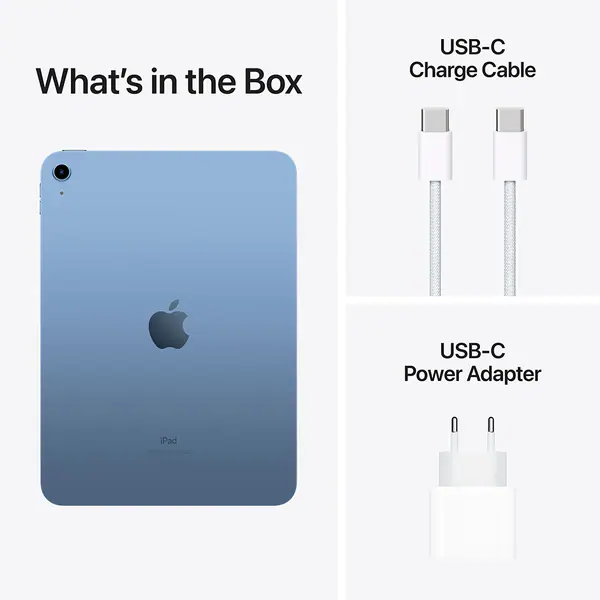 What's in the Box
iPad
USB-C
Charge Cable
USB-C
Power Adapter